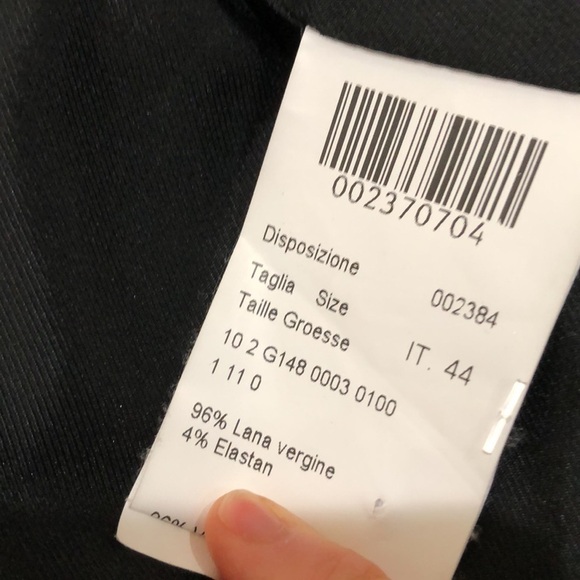 002370704
Disposizione 002384
Taglia Size
Taille Groesse IT. 44
10 2 G148 0003 0100
1 11 0
96% Lana vergine
4% Elastan